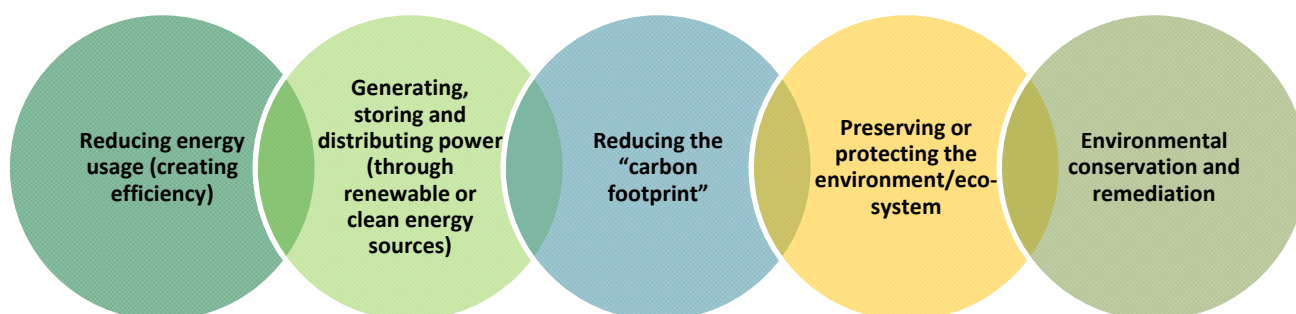 Reducing energy
usage (creating
efficiency)
Generating,
storing and
distributing power
(through
renewable or
clean energy
sources)
Reducing the
“carbon
footprint”
Preserving or
protecting the
environment/eco-
system
Environmental
conservation and
remediation